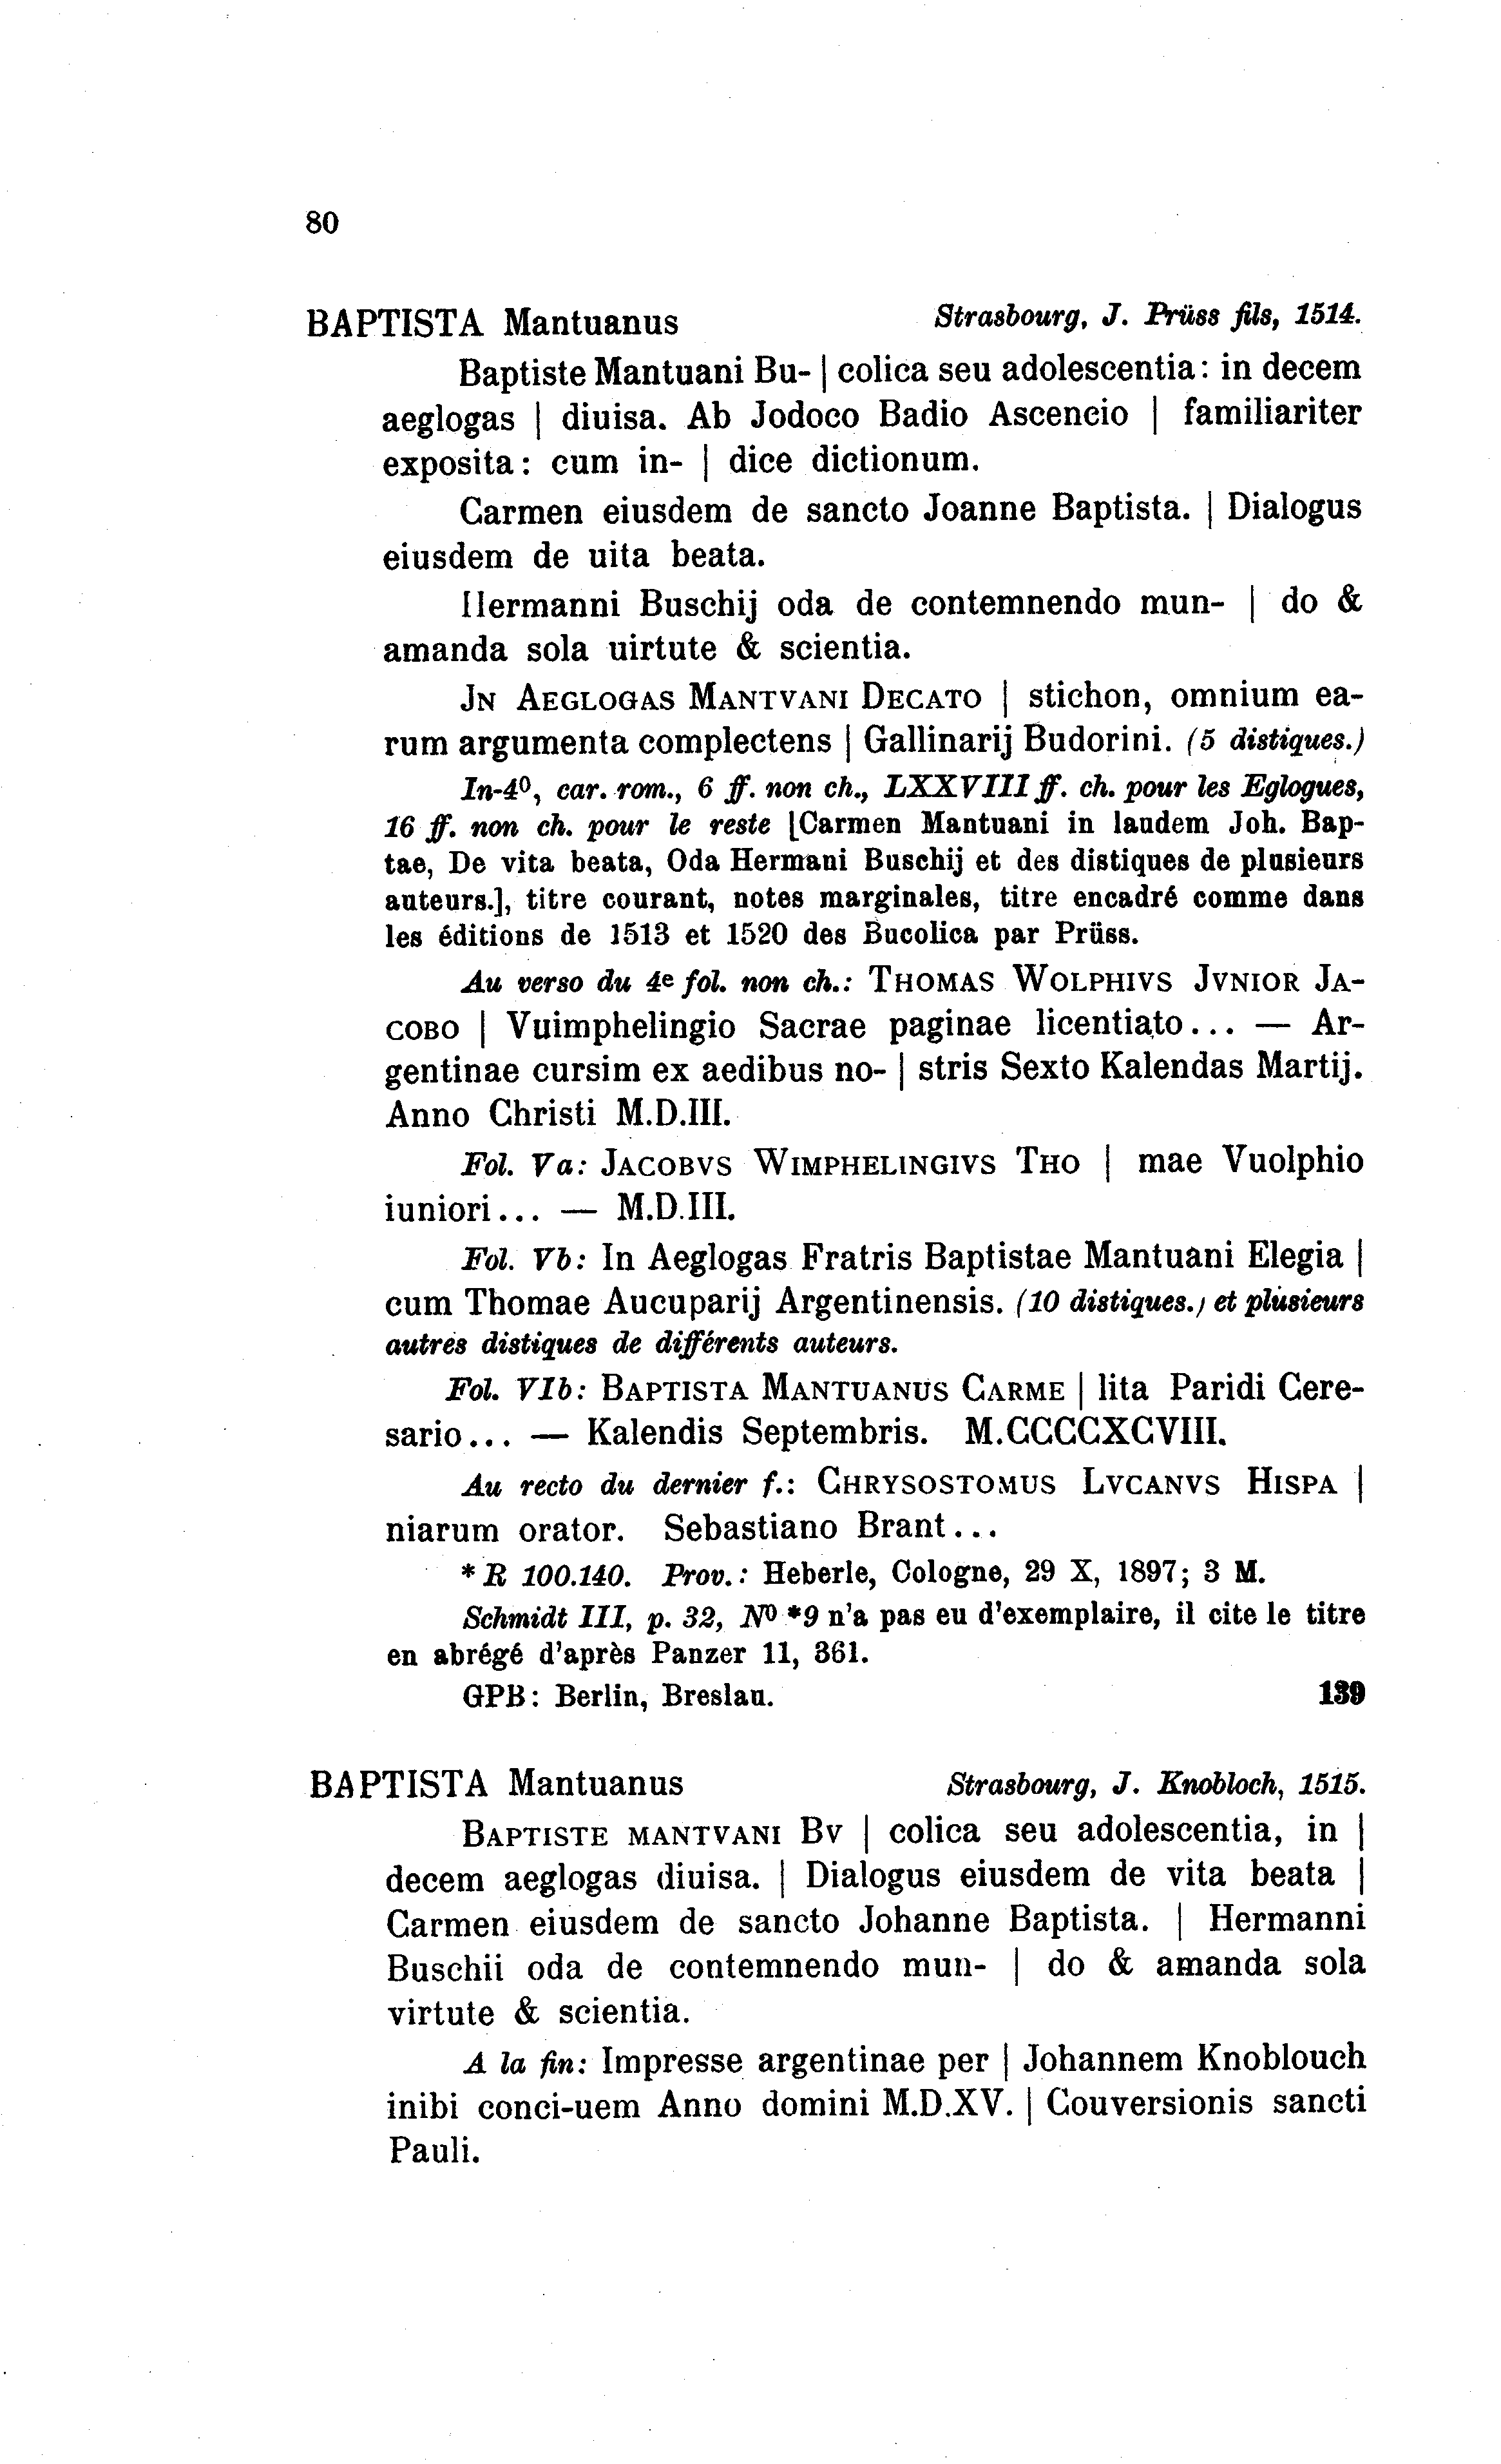 80
BAPTISTA Mantuanus Strasbourg, J. Prüss fils, 1514.
Baptiste Mantuani Bu- | colica seu adolescentia: in decem
aeglogas | diuisa. Ab Jodoco Badio Ascencio | familiariter
exposita: cum in- | dice dictionum.
Carmen eiusdem de sancto Joanne Baptista. | Dialogus
eiusdem de uita beata.
Hermanni Buschij oda de contemnendo mun- | do &
amanda sola uirtute & scientia.
JN AEGLOGAS MANTVANI DECATO | stichon, omnium ea-
rum argumenta complectens | Gallinarij Budorini. (5 distiques.)
In-4º, car. rom., 6 ff. non ch., LXXVIII ff. ch. pour les Eglogues,
16 ff. non ch. pour le reste [Carmen Mantuani in laudem Joh. Bap-
tae, De vita beata, Oda Hermani Buschij et des distiques de plusieurs
auteurs.], titre courant, notes marginales, titre encadré comme dans
les éditions de 1513 et 1520 des Bucolica par Prüss.
Au verso du 4e fol. non ch.: THOMAS WOLPHIVS JVNIOR JA-
COBO | Vuimphelingio Sacrae paginae licentiato... — Ar-
gentinae cursim ex aedibus no- | stris Sexto Kalendas Martij.
Anno Christi M.D.III.
Fol. Va: JACOBVS WIMPHELINGIVS THO | mae Vuolphio
iuniori... — M.D.III.
Fol. Vb: In Aeglogas Fratris Baptistae Mantuani Elegia |
cum Thomae Aucuparij Argentinensis. (10 distiques.) et plusieurs
autres distiques de différents auteurs.
Fol. VIb: BAPTISTA MANTUANUS CARME | lita Paridi Cere-
sario... — Kalendis Septembris. M.CCCCXCVIII.
Au recto du dernier f.: CHRYSOSTOMUS LVCANVS HISPA |
niarum orator. Sebastiano Brant...
* R 100.140. Prov.: Heberle, Cologne, 29 X, 1897; 3 M.
Schmidt III, p. 32, Nº *9 n'a pas eu d'exemplaire, il cite le titre
en abrégé d'après Panzer 11, 361.
GPB: Berlin, Breslau. 139
BAPTISTA Mantuanus Strasbourg, J. Knobloch, 1515.
BAPTISTE MANTVANI BV | colica seu adolescentia, in |
decem aeglogas diuisa. | Dialogus eiusdem de vita beata |
Carmen eiusdem de sancto Johanne Baptista. | Hermanni
Buschii oda de contemnendo mun- | do & amanda sola
virtute & scientia.
A la fin: Impresse argentinae per | Johannem Knoblouch
inibi conci-uem Anno domini M.D.XV. | Couversionis sancti
Pauli.